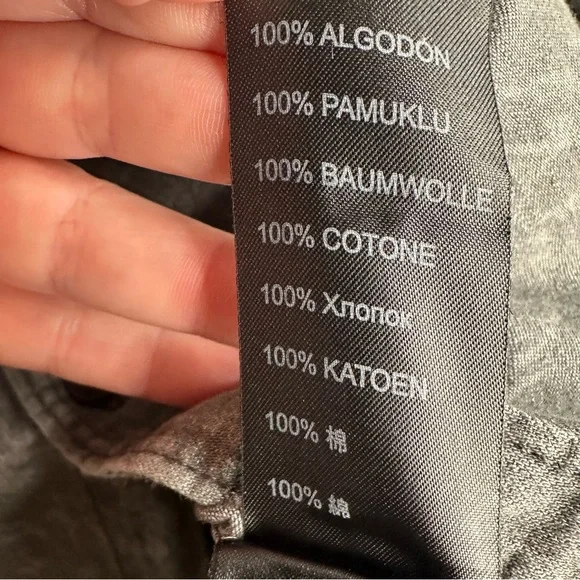 100% ALGODÓN
100% PAMUKLU
100% BAUMWOLLE
100% COTONE
100% Хлопок
100% KATOEN
100% 棉
100% 綿